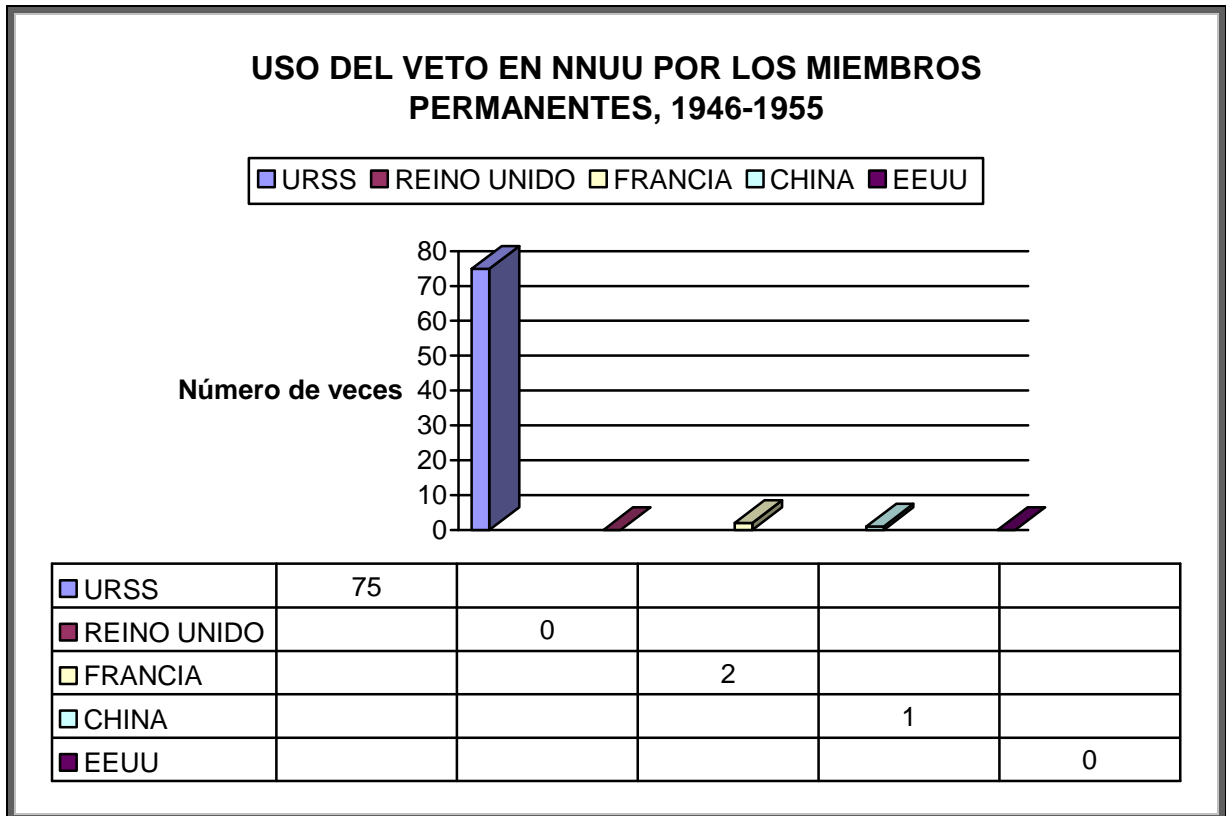 USO DEL VETO EN NNUU POR LOS MIEMBROS
PERMANENTES, 1946-1955
URSS REINO UNIDO FRANCIA CHINA EEUU
80
70
60
50
Número de veces 40
30
20
10
0
URSS 75
REINO UNIDO 0
FRANCIA 2
CHINA 1
EEUU 0